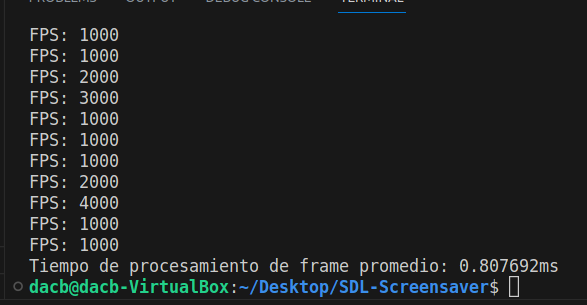 PROBLEMS OUTPUT DEBUG CONSOLE TERMINAL
FPS: 1000
FPS: 1000
FPS: 2000
FPS: 3000
FPS: 1000
FPS: 1000
FPS: 1000
FPS: 2000
FPS: 4000
FPS: 1000
FPS: 1000
Tiempo de procesamiento de frame promedio: 0.807692ms
dacb@dacb-VirtualBox:~/Desktop/SDL-Screensaver$